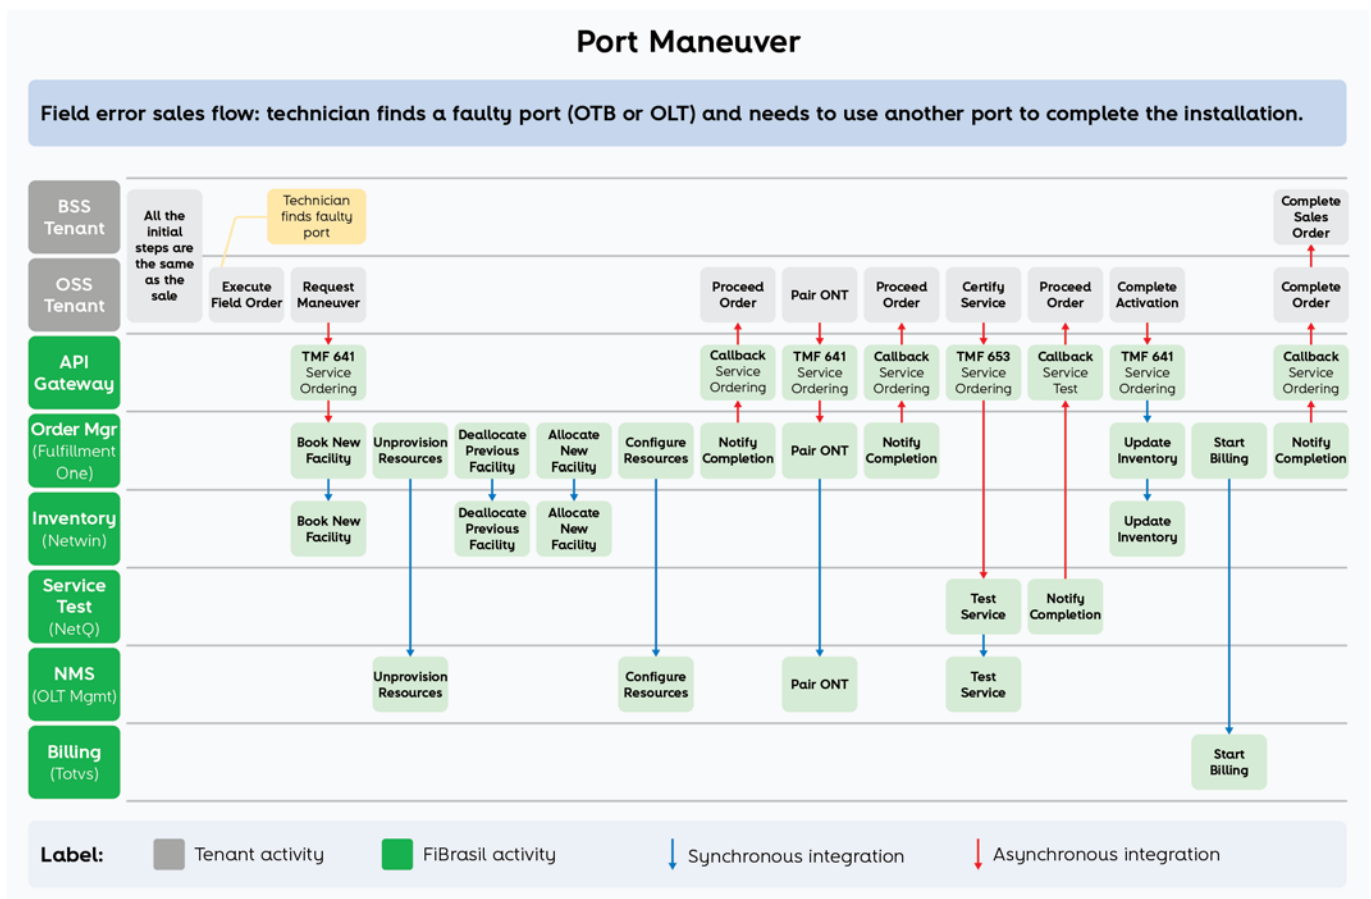 Port Maneuver
Field error sales flow: technician finds a faulty port (OTB or OLT) and needs to use another port to complete the installation.
BSS
Tenant
All the
initial
steps are
the same
as the
sale
Technician
finds faulty
port
Complete
Sales
Order
OSS
Tenant
Execute
Field Order
Request
Maneuver
Proceed
Order
Pair ONT
Proceed
Order
Certify
Service
Proceed
Order
Complete
Activation
Complete
Order
API
Gateway
TMF 641
Service
Ordering
Callback
Service
Ordering
TMF 641
Service
Ordering
Callback
Service
Ordering
TMF 653
Service
Ordering
Callback
Service
Test
TMF 641
Service
Ordering
Callback
Service
Ordering
Order Mgr
(Fulfillment
One)
Book New
Facility
Unprovision
Resources
Deallocate
Previous
Facility
Allocate
New
Facility
Configure
Resources
Notify
Completion
Pair ONT
Notify
Completion
Update
Inventory
Start
Billing
Notify
Completion
Inventory
(Netwin)
Book New
Facility
Deallocate
Previous
Facility
Allocate
New
Facility
Update
Inventory
Service
Test
(NetQ)
Test
Service
Notify
Completion
NMS
(OLT Mgmt)
Unprovision
Resources
Configure
Resources
Pair ONT
Test
Service
Billing
(Totvs)
Start
Billing
Label:
Tenant activity
FiBrasil activity
Synchronous integration
Asynchronous integration